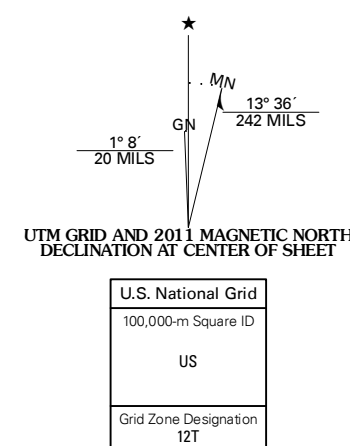 ★
MN
GN
1° 8´
20 MILS
13° 36´
242 MILS
UTM GRID AND 2011 MAGNETIC NORTH
DECLINATION AT CENTER OF SHEET
U.S. National Grid
100,000-m Square ID
US
Grid Zone Designation
12T